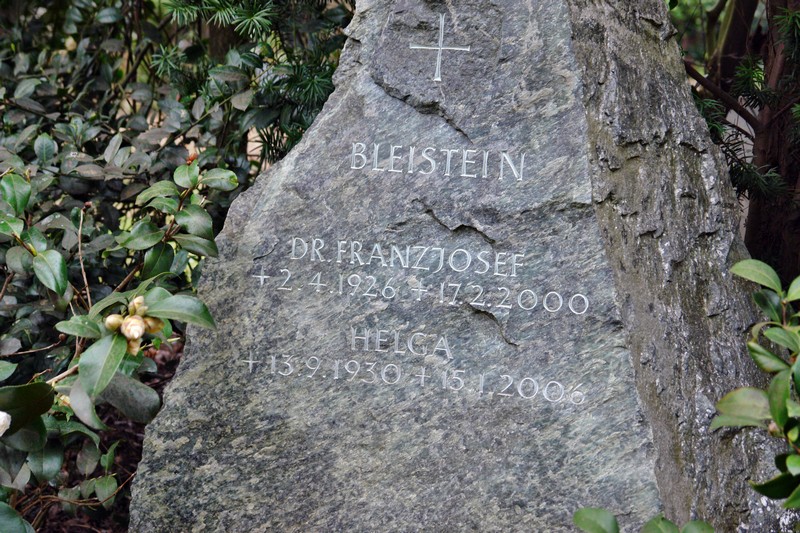 BLEISTEIN
DR. FRANZJOSEF
+ 2.4.1926 + 17.2.2000
HELGA
+ 13.9.1930 + 15.1.2006